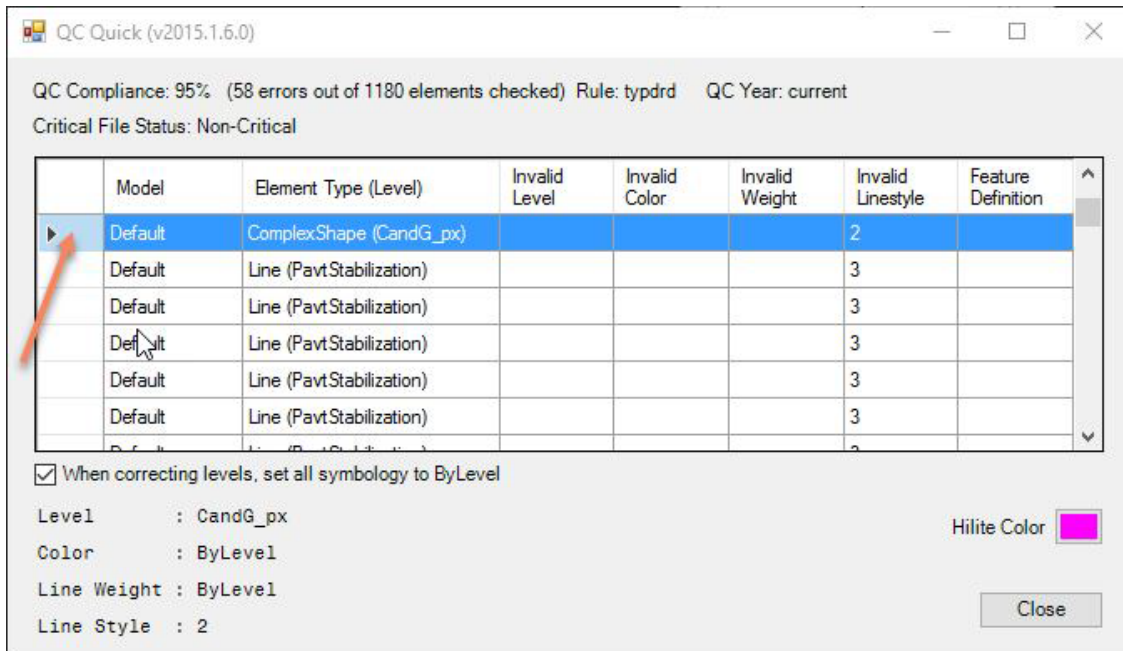 QC Quick (v2015.1.6.0)
QC Compliance: 95% (58 errors out of 1180 elements checked) Rule: typdrd QC Year: current
Critical File Status: Non-Critical
Model Element Type (Level) Invalid Level Invalid Color Invalid Weight Invalid Linestyle Feature Definition
Default ComplexShape (CandG_px) 2
Default Line (PavtStabilization) 3
Default Line (PavtStabilization) 3
Default Line (PavtStabilization) 3
Default Line (PavtStabilization) 3
Default Line (PavtStabilization) 3
When correcting levels, set all symbology to ByLevel
Level : CandG_px
Hilite Color
Color : ByLevel
Line Weight : ByLevel
Close
Line Style : 2